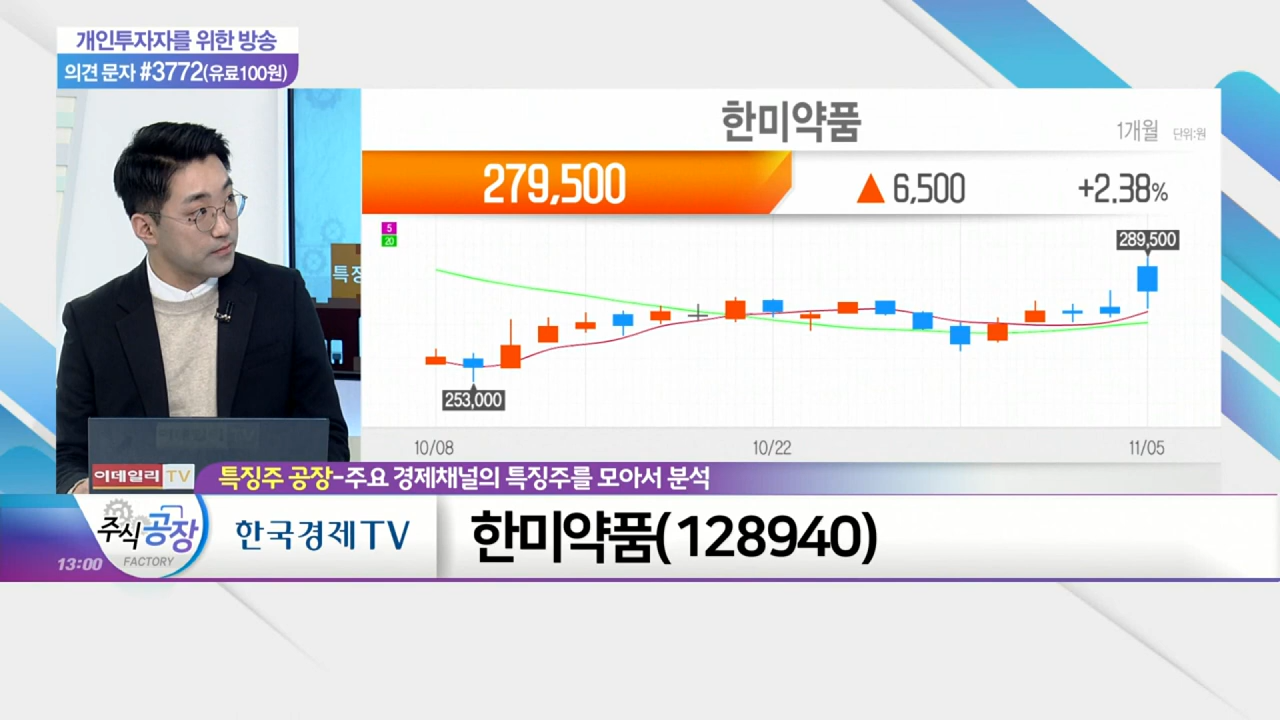 개인투자자를 위한 방송
의견 문자 #3772(유료100원)
한미약품
1개월 단위:원
279,500 ▲ 6,500 +2.38%
5
20
특징
289,500
253,000
10/08 10/22 11/05
이데일리 TV
특징주 공장-주요 경제채널의 특징주를 모아서 분석
주식공장
FACTORY
13:00
한국경제TV
한미약품(128940)